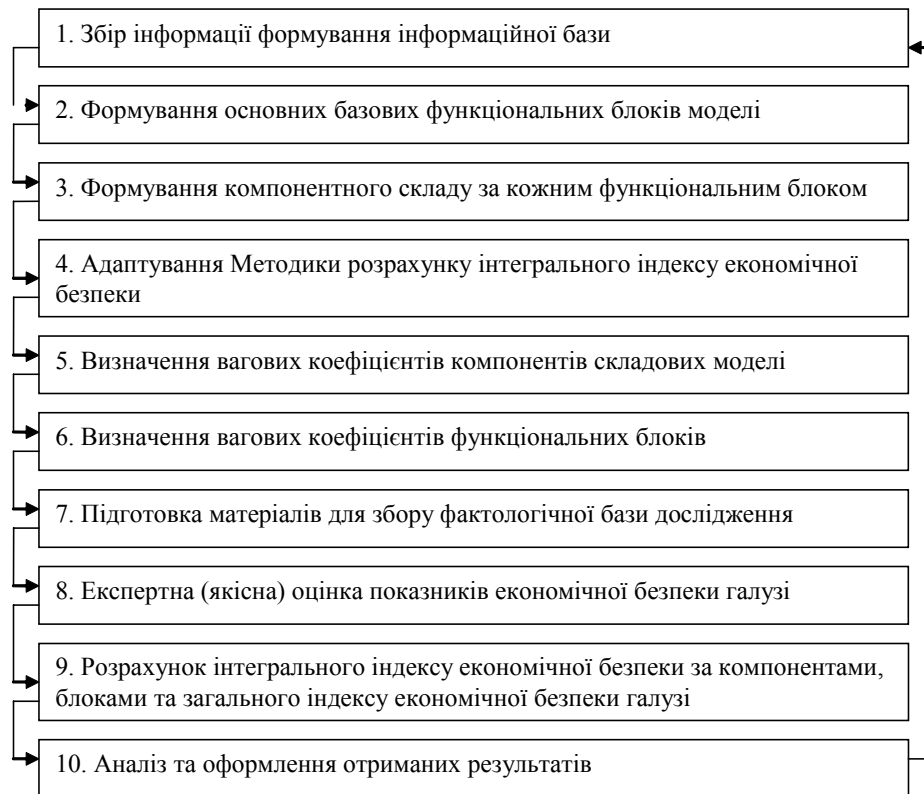 1. Збір інформації формування інформаційної бази
2. Формування основних базових функціональних блоків моделі
3. Формування компонентного складу за кожним функціональним блоком
4. Адаптування Методики розрахунку інтегрального індексу економічної
безпеки
5. Визначення вагових коефіцієнтів компонентів складових моделі
6. Визначення вагових коефіцієнтів функціональних блоків
7. Підготовка матеріалів для збору фактологічної бази дослідження
8. Експертна (якісна) оцінка показників економічної безпеки галузі
9. Розрахунок інтегрального індексу економічної безпеки за компонентами,
блоками та загального індексу економічної безпеки галузі
10. Аналіз та оформлення отриманих результатів